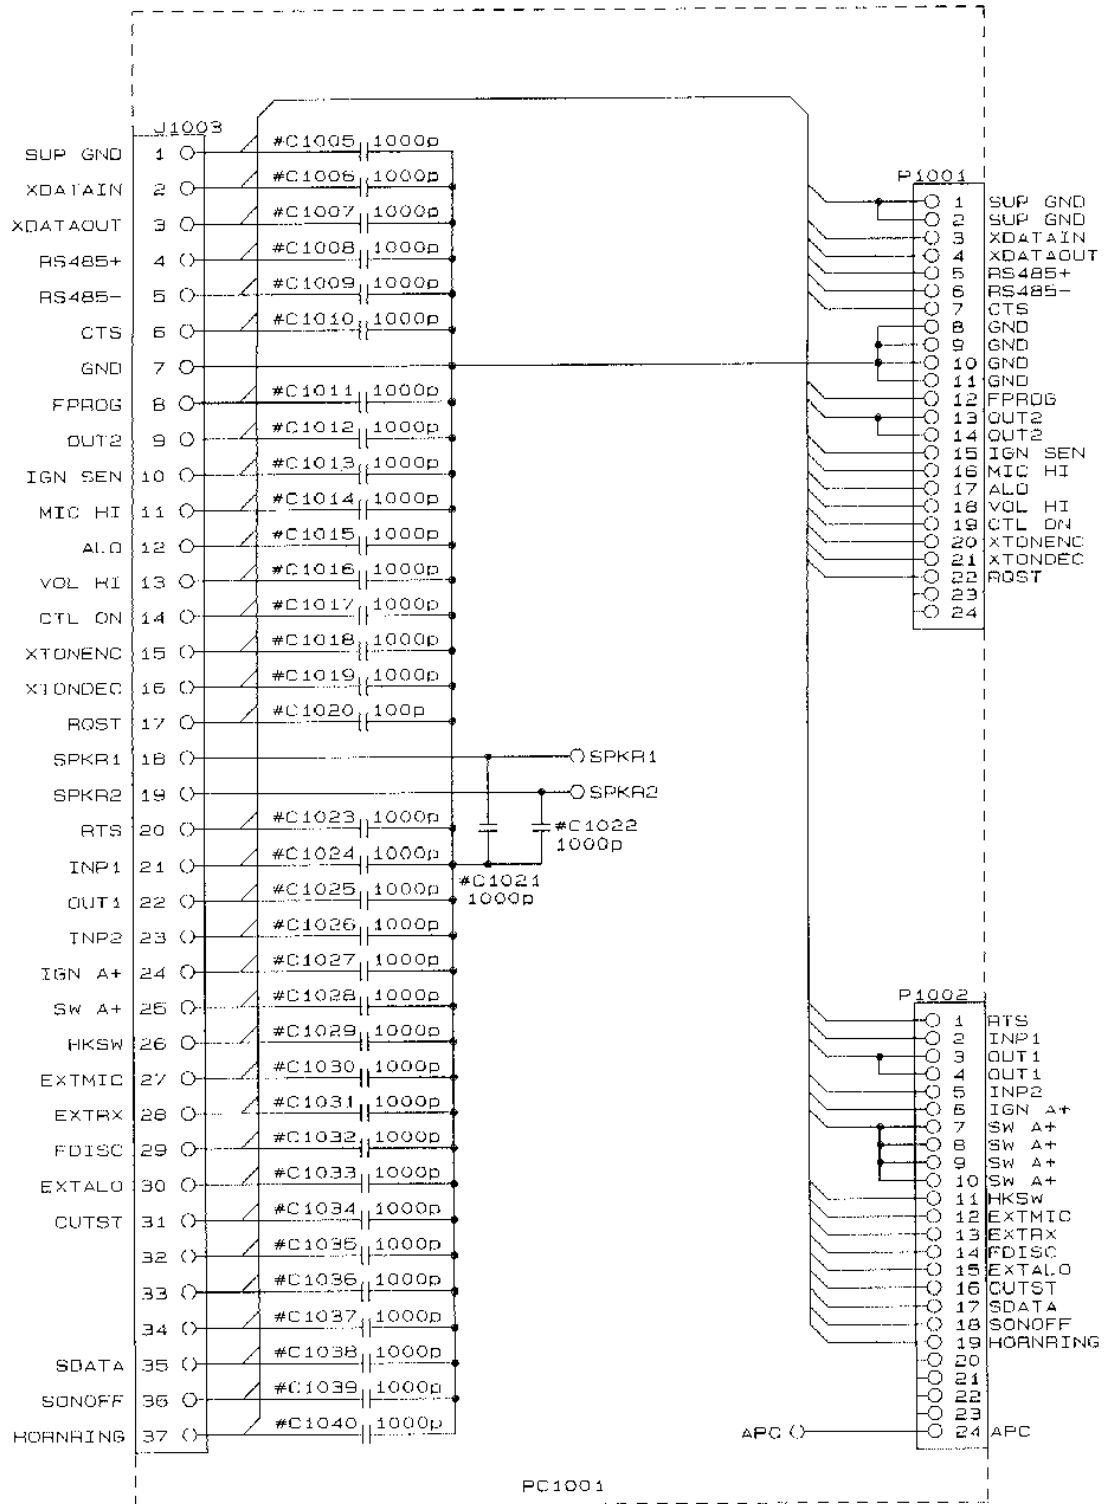 J1003
SUP GND 1 #C1005 1000p
XDATAIN 2 #C1006 1000p
XDATAOUT 3 #C1007 1000p
RS485+ 4 #C1008 1000p
RS485- 5 #C1009 1000p
CTS 6 #C1010 1000p
GND 7
FPROG 8 #C1011 1000p
OUT2 9 #C1012 1000p
IGN SEN 10 #C1013 1000p
MIC HI 11 #C1014 1000p
ALO 12 #C1015 1000p
VOL HI 13 #C1016 1000p
CTL ON 14 #C1017 1000p
XTONENC 15 #C1018 1000p
XTONDEC 16 #C1019 1000p
RQST 17 #C1020 100p
SPKR1 18 SPKR1
SPKR2 19 SPKR2
RTS 20 #C1023 1000p
INP1 21 #C1024 1000p
OUT1 22 #C1025 1000p
INP2 23 #C1026 1000p
IGN A+ 24 #C1027 1000p
SW A+ 25 #C1028 1000p
HKSW 26 #C1029 1000p
EXTMIC 27 #C1030 1000p
EXTRX 28 #C1031 1000p
FDISC 29 #C1032 1000p
EXTALO 30 #C1033 1000p
CUTST 31 #C1034 1000p
32 #C1035 1000p
33 #C1036 1000p
34 #C1037 1000p
SDATA 35 #C1038 1000p
SONOFF 36 #C1039 1000p
HORNRING 37 #C1040 1000p
#C1022
1000p
#C1021
1000p
P1001
1 SUP GND
2 SUP GND
3 XDATAIN
4 XDATAOUT
5 RS485+
6 RS485-
7 CTS
8 GND
9 GND
10 GND
11 GND
12 FPROG
13 OUT2
14 OUT2
15 IGN SEN
16 MIC HI
17 ALO
18 VOL HI
19 CTL ON
20 XTONENC
21 XTONDEC
22 RQST
23
24
P1002
1 RTS
2 INP1
3 OUT1
4 OUT1
5 INP2
6 IGN A+
7 SW A+
8 SW A+
9 SW A+
10 SW A+
11 HKSW
12 EXTMIC
13 EXTRX
14 FDISC
15 EXTALO
16 CUTST
17 SDATA
18 SONOFF
19 HORNRING
20
21
22
23
APC 24 APC
PC1001